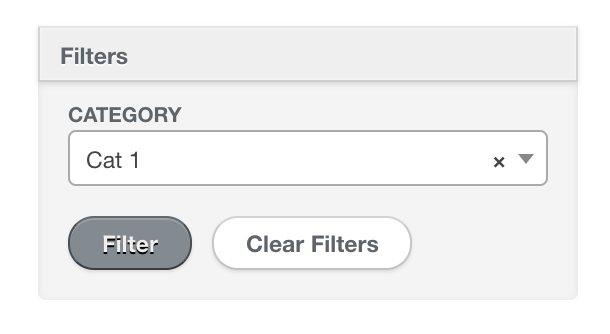 Filters
CATEGORY
Cat 1 ×
Filter Clear Filters